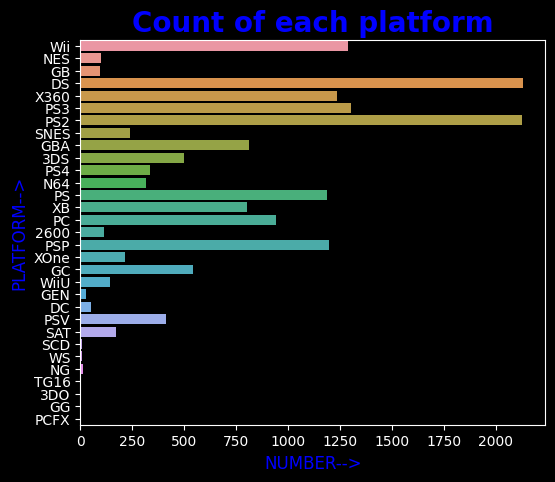 Count of each platform
Wii
NES
GB
DS
X360
PS3
PS2
SNES
GBA
3DS
PS4
N64
PS
XB
PC
2600
PSP
XOne
GC
WiiU
GEN
DC
PSV
SAT
SCD
WS
NG
TG16
3DO
GG
PCFX
PLATFORM-->
0 250 500 750 1000 1250 1500 1750 2000
NUMBER-->